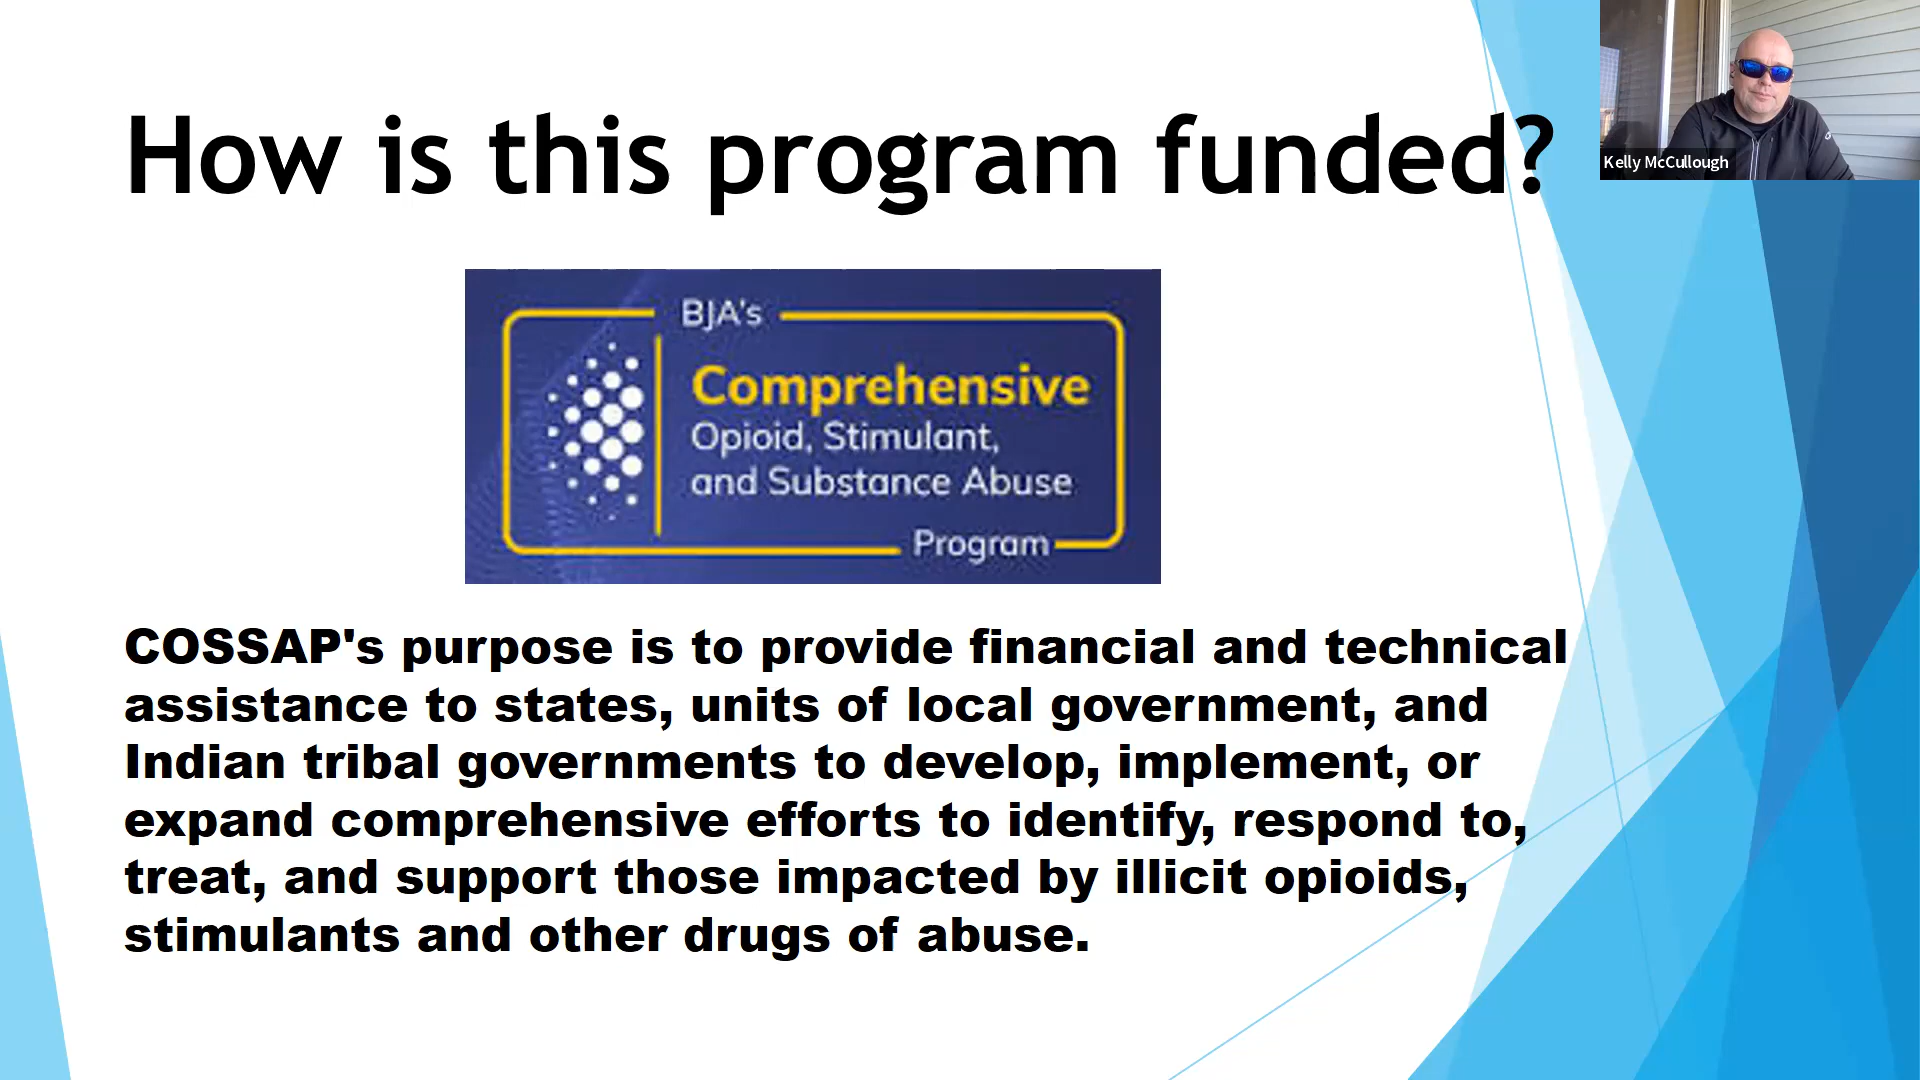 How is this program funded?
Kelly McCullough
BJA's
Comprehensive
Opioid, Stimulant,
and Substance Abuse
Program
COSSAP's purpose is to provide financial and technical
assistance to states, units of local government, and
Indian tribal governments to develop, implement, or
expand comprehensive efforts to identify, respond to,
treat, and support those impacted by illicit opioids,
stimulants and other drugs of abuse.